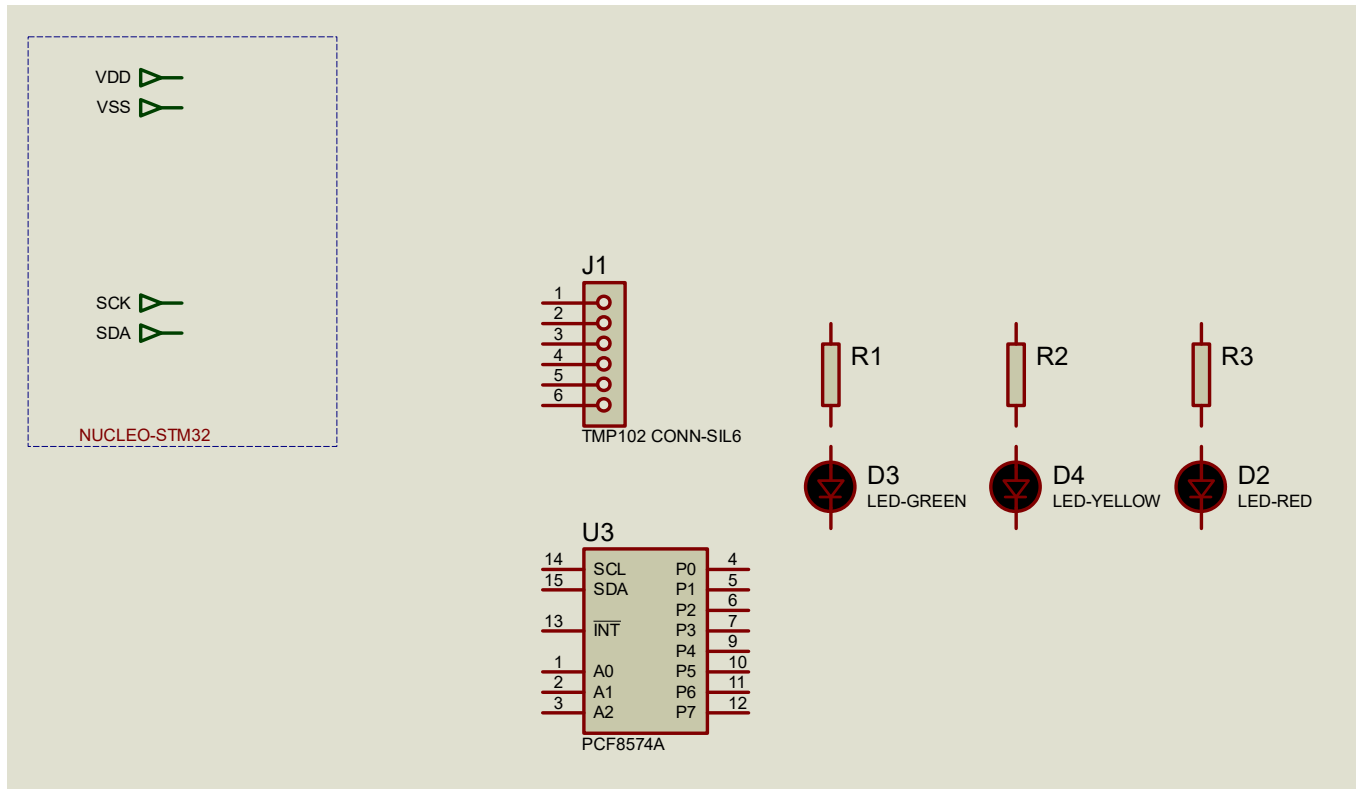 VDD
VSS
SCK
SDA
NUCLEO-STM32
J1
1
2
3
4
5
6
TMP102 CONN-SIL6
R1
R2
R3
D3
LED-GREEN
D4
LED-YELLOW
D2
LED-RED
U3
14 SCL P0 4
15 SDA P1 5
P2 6
13 INT P3 7
P4 9
1 A0 P5 10
2 A1 P6 11
3 A2 P7 12
PCF8574A